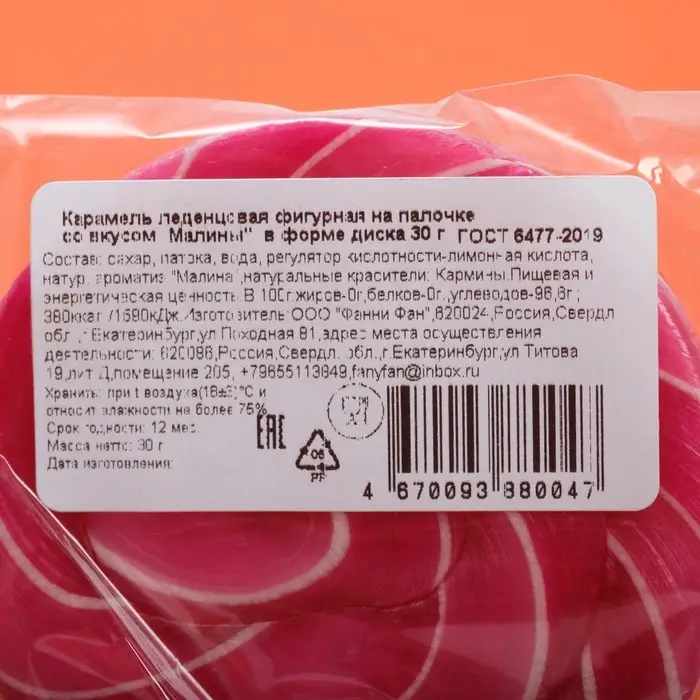 Карамель леденцовая фигурная на палочке
со вкусом "Малины" в форме диска 30 г ГОСТ 6477-2019
Состав: сахар, патока, вода, регулятор кислотности-лимонная кислота,
натур. ароматиз "Малина",натуральные красители: Кармины.Пищевая и
энергетическая ценность В 100г:жиров-0г,белков-0г.,углеводов-96,8г;
380ккал /1590кДж.Изготовитель:ООО "Фанни Фан",620024,Россия,Свердл
обл .,г Екатеринбург,ул Походная 81,адрес места осуществления
деятельности: 620086,Россия,Свердл. обл.,г.Екатеринбург,ул Титова
19,лит Д,помещение 205, +79655113849,fanyfan@inbox.ru
Хранить при t воздуха(18±3)°С и
относит влажности не более 75%
Срок годности: 12 мес.
Масса нетто: 30 г
Дата изготовления:
EAC
06
PP
4 670093 880047